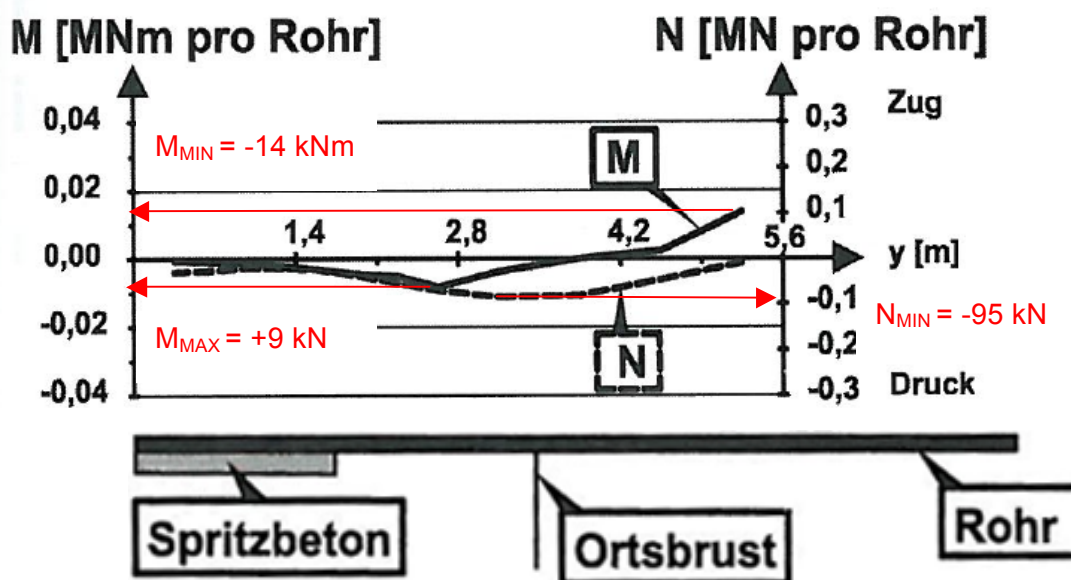 M [MNm pro Rohr]
N [MN pro Rohr]
0,04
0,3
Zug
M_MIN = -14 kNm
M
0,2
0,02
0,1
1,4
2,8
4,2
5,6
0,00
y [m]
-0,1
N_MIN = -95 kN
-0,02
M_MAX = +9 kN
-0,2
N
-0,04
-0,3
Druck
Spritzbeton
Ortsbrust
Rohr